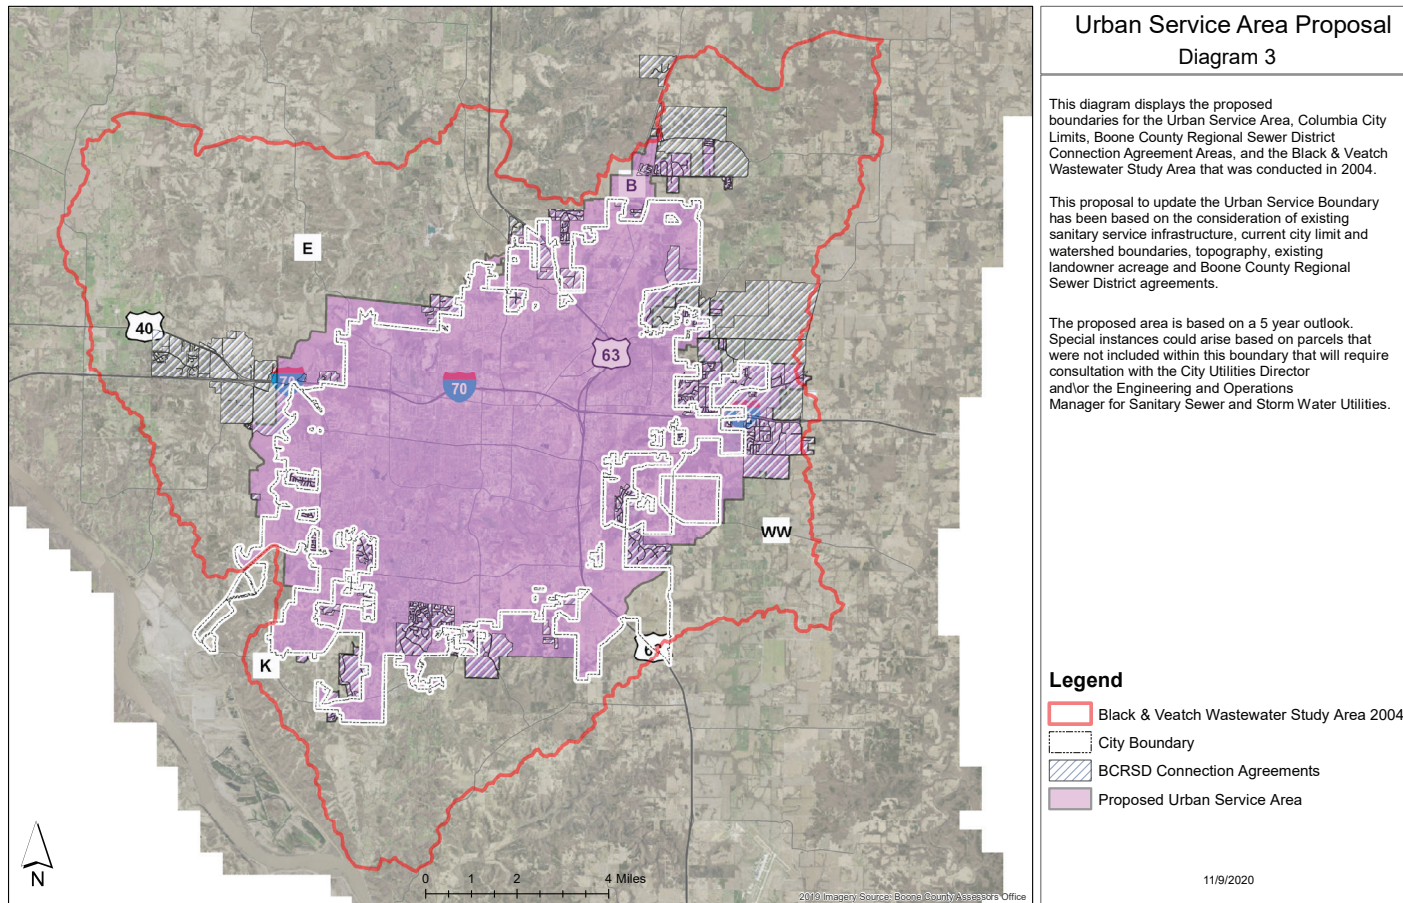 Urban Service Area Proposal
Diagram 3
This diagram displays the proposed
boundaries for the Urban Service Area, Columbia City
Limits, Boone County Regional Sewer District
Connection Agreement Areas, and the Black & Veatch
Wastewater Study Area that was conducted in 2004.
This proposal to update the Urban Service Boundary
has been based on the consideration of existing
sanitary service infrastructure, current city limit and
watershed boundaries, topography, existing
landowner acreage and Boone County Regional
Sewer District agreements.
The proposed area is based on a 5 year outlook.
Special instances could arise based on parcels that
were not included within this boundary that will require
consultation with the City Utilities Director
and\or the Engineering and Operations
Manager for Sanitary Sewer and Storm Water Utilities.
Legend
Black & Veatch Wastewater Study Area 2004
City Boundary
BCRSD Connection Agreements
Proposed Urban Service Area
11/9/2020
B
E
40
63
70
70
WW
K
N
0 1 2 4 Miles
2019 Imagery Source: Boone County Assessors Office